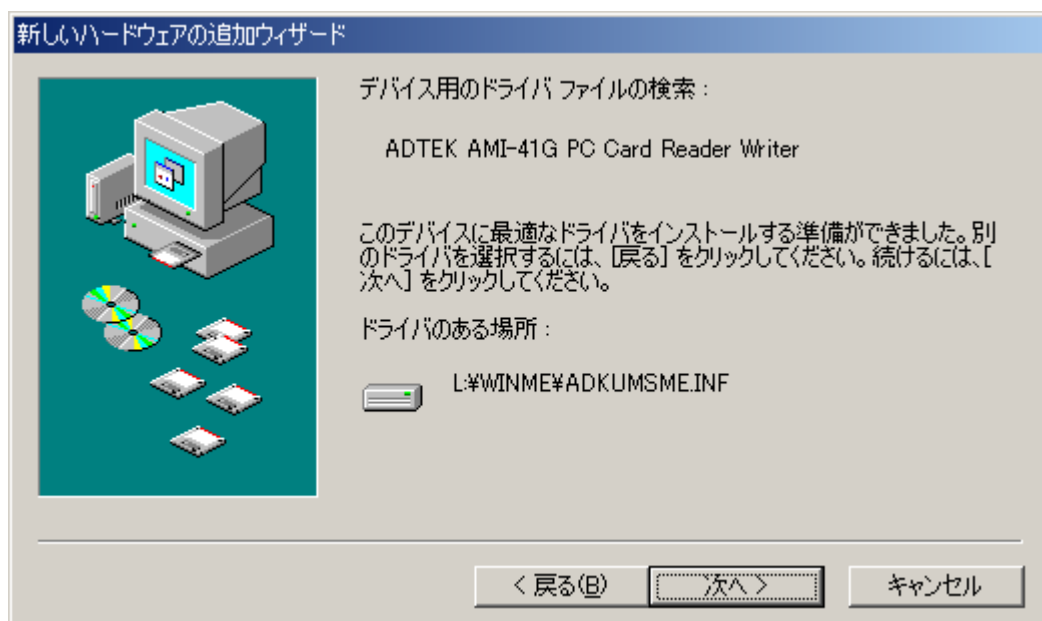 新しいハードウェアの追加ウィザード
デバイス用のドライバ ファイルの検索：
ADTEK AMI-41G PC Card Reader Writer
このデバイスに最適なドライバをインストールする準備ができました。別
のドライバを選択するには、[戻る] をクリックしてください。続けるには、[
次へ] をクリックしてください。
ドライバのある場所：
L:¥WINME¥ADKUMSME.INF
< 戻る(B)
次へ >
キャンセル